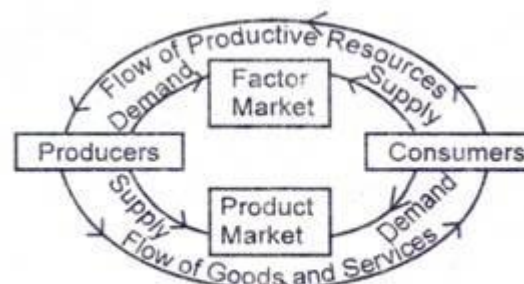 Flow of Productive Resources
Demand
Factor
Market
Supply
Producers
Consumers
Supply
Product
Market
Demand
Flow of Goods and Services